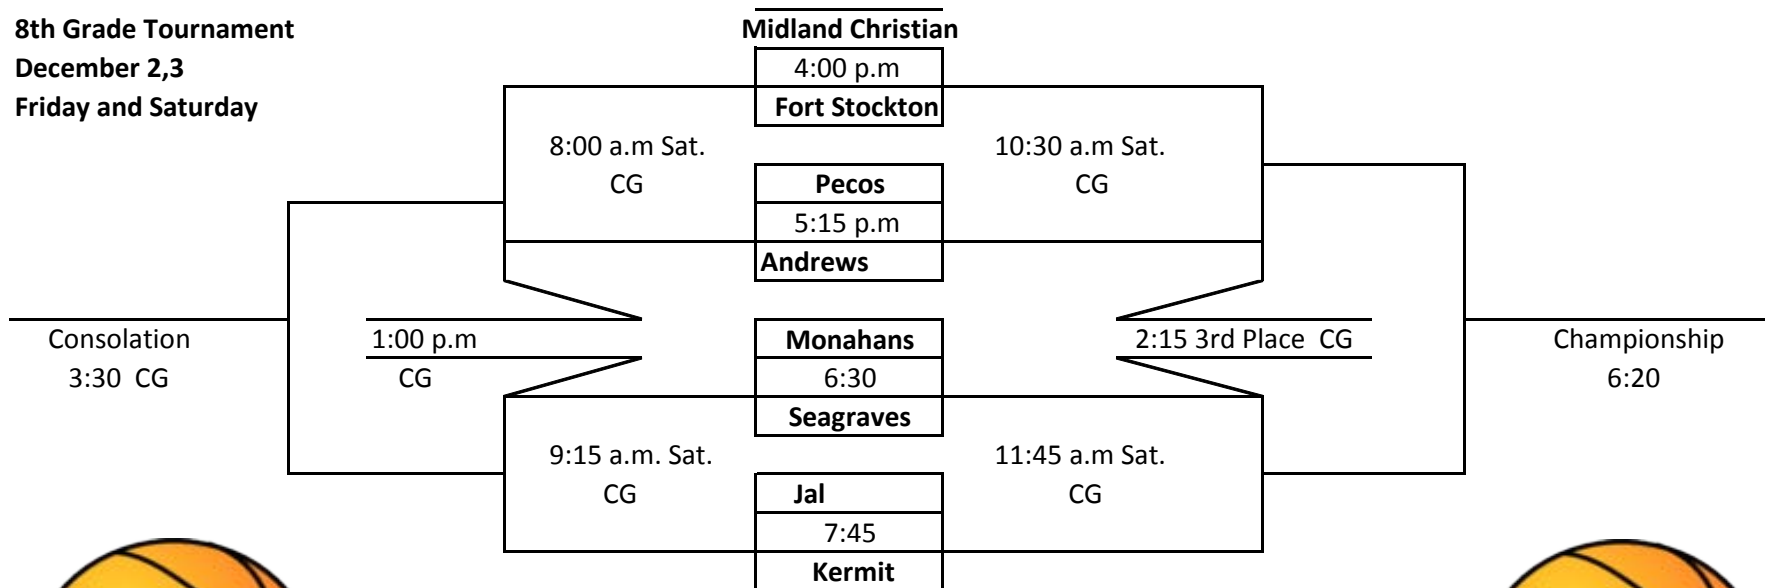 8th Grade Tournament
December 2,3
Friday and Saturday
Midland Christian
4:00 p.m
Fort Stockton
8:00 a.m Sat.
CG
10:30 a.m Sat.
CG
Pecos
5:15 p.m
Andrews
Consolation
3:30 CG
1:00 p.m
CG
Monahans
6:30
Seagraves
2:15 3rd Place CG
Championship
6:20
9:15 a.m. Sat.
CG
11:45 a.m Sat.
CG
Jal
7:45
Kermit